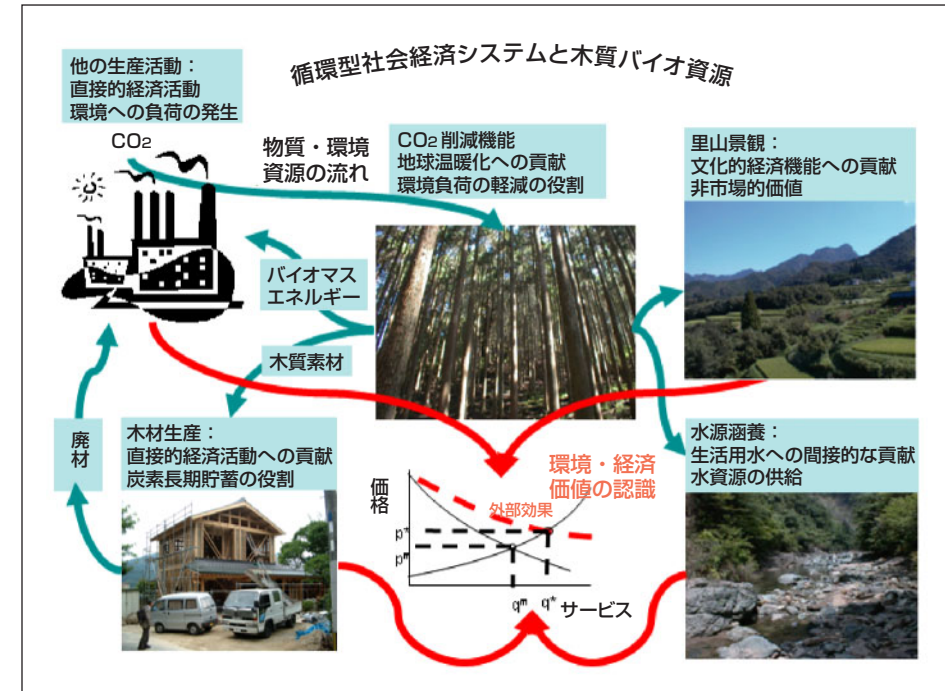 循環型社会経済システムと木質バイオ資源
他の生産活動：
直接的経済活動
環境への負荷の発生
CO2
物質・環境
資源の流れ
CO2 削減機能
地球温暖化への貢献
環境負荷の軽減の役割
里山景観：
文化的経済機能への貢献
非市場的価値
バイオマス
エネルギー
木質素材
廃材
木材生産：
直接的経済活動への貢献
炭素長期貯蓄の役割
環境・経済
価値の認識
外部効果
価格
p*
pm
qm q*
サービス
水源涵養：
生活用水への間接的な貢献
水資源の供給